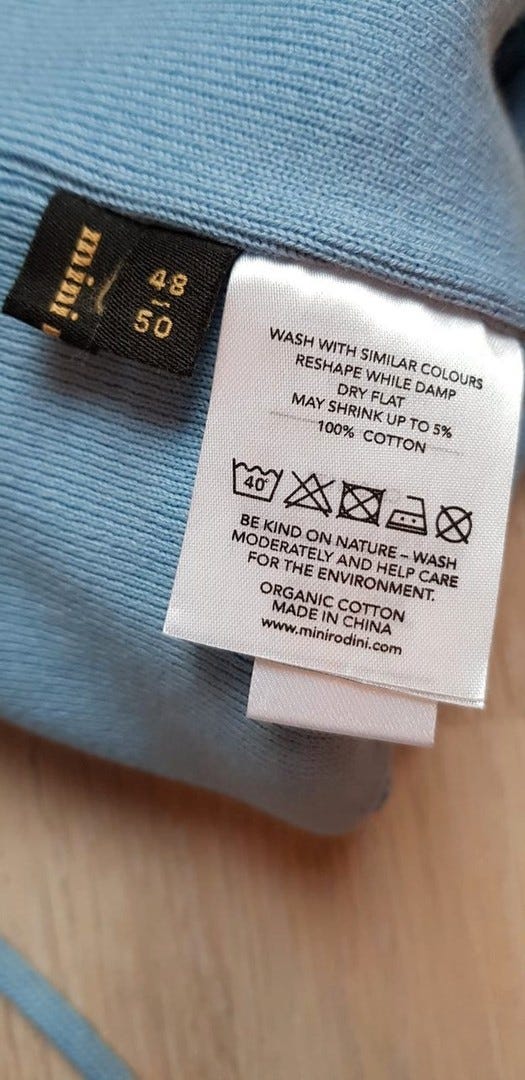 mini
48
50
WASH WITH SIMILAR COLOURS
RESHAPE WHILE DAMP
DRY FLAT
MAY SHRINK UP TO 5%
100% COTTON
40°
BE KIND ON NATURE – WASH
MODERATELY AND HELP CARE
FOR THE ENVIRONMENT.
ORGANIC COTTON
MADE IN CHINA
www.minirodini.com